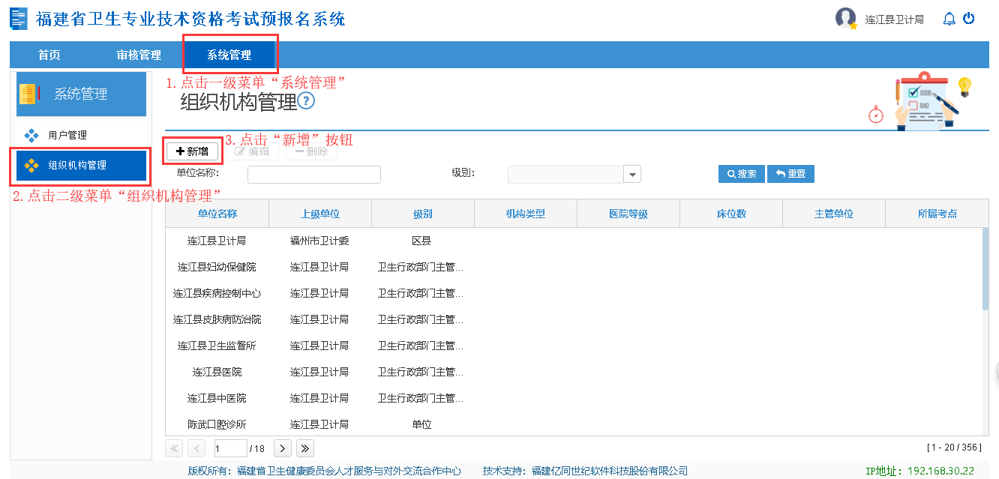 福建省卫生专业技术资格考试预报名系统
连江县卫计局
首页 审核管理 系统管理
1. 点击一级菜单“系统管理”
系统管理
组织机构管理?
GOOD
BAD
用户管理
3. 点击“新增”按钮
新增 编辑 删除
组织机构管理
单位名称: 级别: 搜索 重置
2. 点击二级菜单“组织机构管理”
单位名称 上级单位 级别 机构类型 医院等级 床位数 主管单位 所属考点
连江县卫计局 福州市卫计委 区县
连江县妇幼保健院 连江县卫计局 卫生行政部门主管...
连江县疾病控制中心 连江县卫计局 卫生行政部门主管...
连江县皮肤病防治院 连江县卫计局 卫生行政部门主管...
连江县卫生监督所 连江县卫计局 卫生行政部门主管...
连江县医院 连江县卫计局 卫生行政部门主管...
连江县中医院 连江县卫计局 卫生行政部门主管...
陈武口腔诊所 连江县卫计局 单位
1 / 18 [ 1 - 20 / 356 ]
版权所有：福建省卫生健康委员会人才服务与对外交流合作中心 技术支持：福建亿同世纪软件科技股份有限公司 IP地址：192.168.30.22